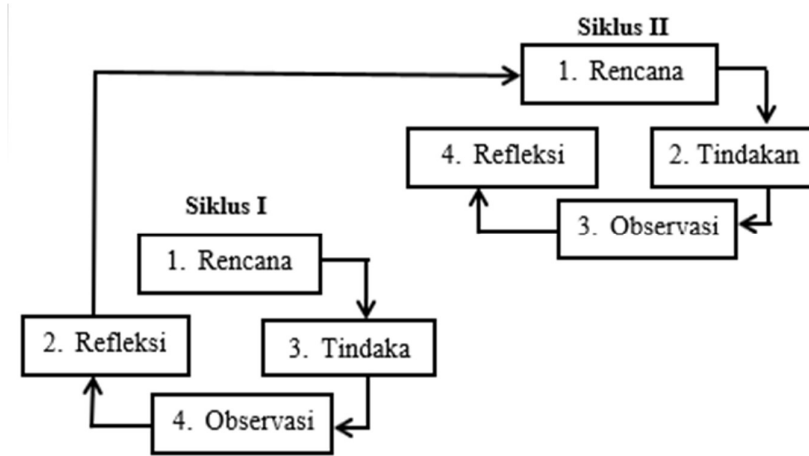 Siklus II
1. Rencana
4. Refleksi
2. Tindakan
3. Observasi
Siklus I
1. Rencana
2. Refleksi
3. Tindaka
4. Observasi